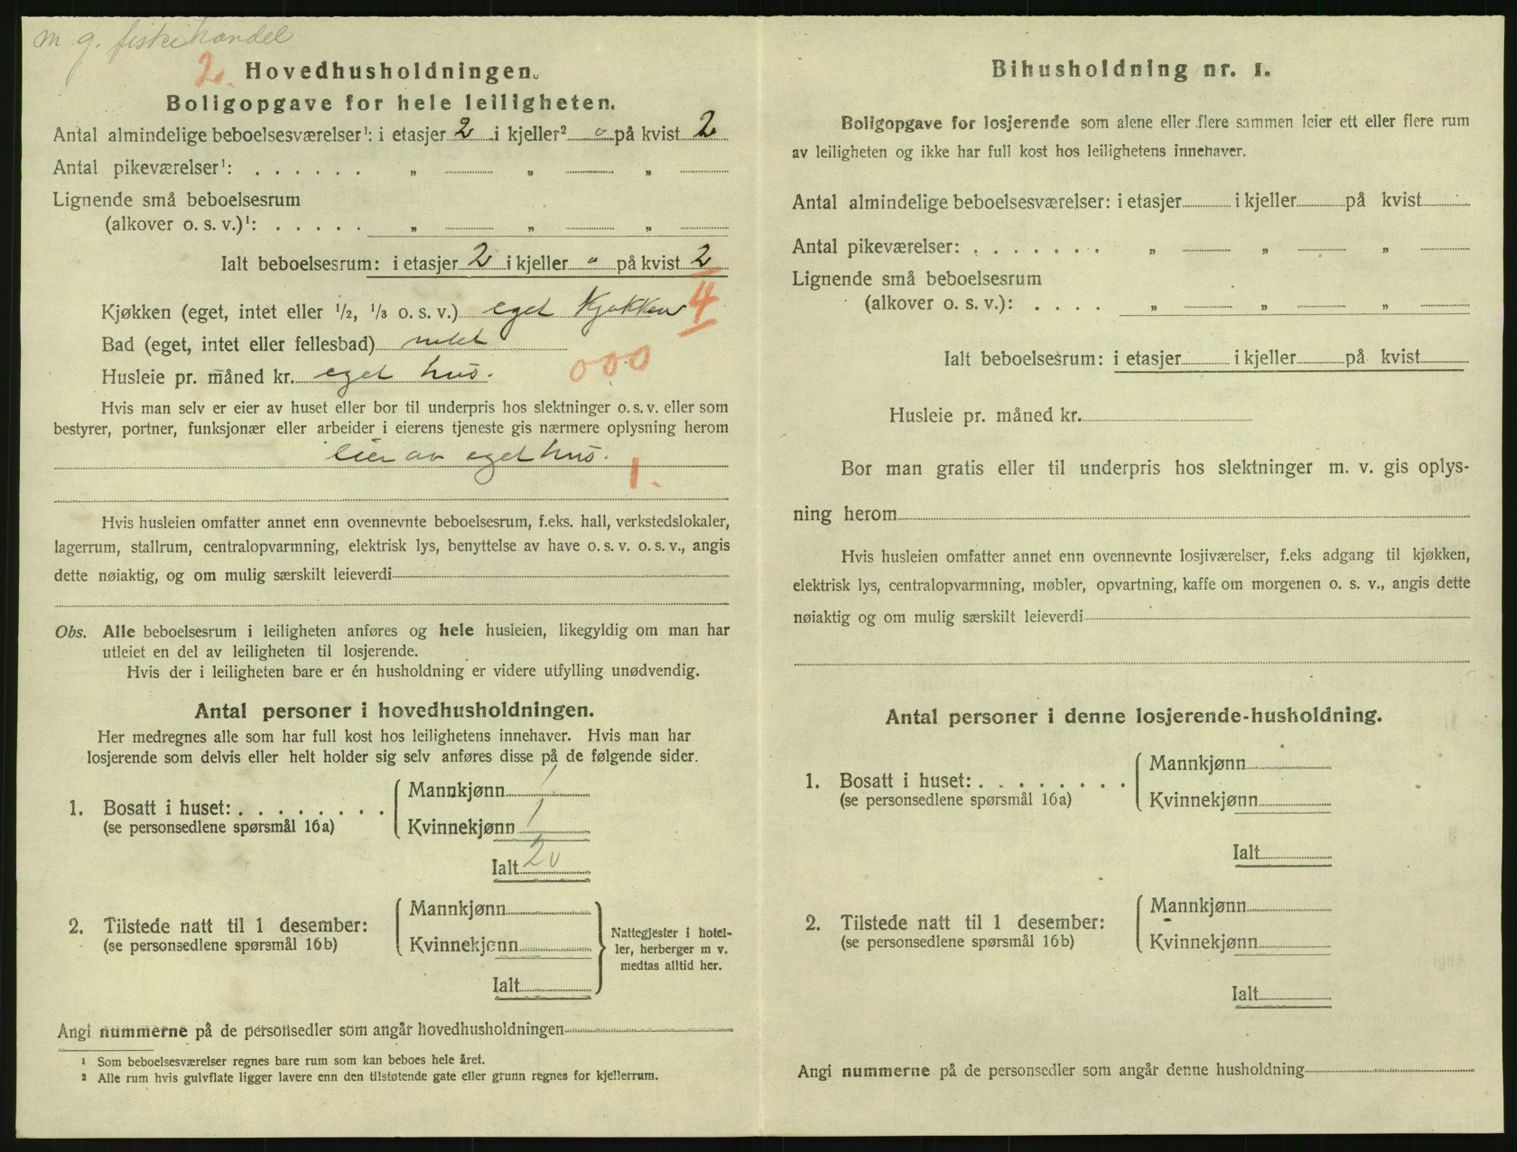 m g. fiskehandel
2.
Hovedhusholdningen.
Boligopgave for hele leiligheten.
Antal almindelige beboelsesværelser¹: i etasjer 2 i kjeller² o på kvist 2
Antal pikeværelser¹: . . . . . . „ „ „
Lignende små beboelsesrum
(alkover o. s. v.)¹: . . . . . „ „ „
Ialt beboelsesrum: i etasjer 2 i kjeller o på kvist 2
4
Kjøkken (eget, intet eller ½, ⅓ o. s. v.) eget Kjøkken
Bad (eget, intet eller fellesbad) intet
Husleie pr. måned kr. eget hus.
000
Hvis man selv er eier av huset eller bor til underpris hos slektninger o. s. v. eller som
bestyrer, portner, funksjonær eller arbeider i eierens tjeneste gis nærmere oplysning herom
eier av eget hus.
1.
Hvis husleien omfatter annet enn ovennevnte beboelsesrum, f.eks. hall, verkstedslokaler,
lagerrum, stallrum, centralopvarmning, elektrisk lys, benyttelse av have o. s. v. o. s. v., angis
dette nøiaktig, og om mulig særskilt leieverdi
Obs. Alle beboelsesrum i leiligheten anføres og hele husleien, likegyldig om man har
utleiet en del av leiligheten til losjerende.
Hvis der i leiligheten bare er én husholdning er videre utfylling unødvendig.
Antal personer i hovedhusholdningen.
Her medregnes alle som har full kost hos leilighetens innehaver. Hvis man har
losjerende som delvis eller helt holder sig selv anføres disse på de følgende sider.
1. Bosatt i huset: . . . . . . . .
(se personsedlene spørsmål 16a)
Mannkjønn 1
Kvinnekjønn 1
Ialt 2 v
2. Tilstede natt til 1 desember:
(se personsedlene spørsmål 16b)
Mannkjønn
Kvinnekjønn
Ialt
Nattegjester i hotel-
ler, herberger m v.
medtas alltid her.
Angi nummerne på de personsedler som angår hovedhusholdningen
¹ Som beboelsesværelser regnes bare rum som kan beboes hele året.
² Alle rum hvis gulvflate ligger lavere enn den tilstøtende gate eller grunn regnes for kjellerrum.
Bihusholdning nr. 1.
Boligopgave for losjerende som alene eller flere sammen leier ett eller flere rum
av leiligheten og ikke har full kost hos leilighetens innehaver.
Antal almindelige beboelsesværelser: i etasjer i kjeller på kvist
Antal pikeværelser: . . . . . . . „ „ „
Lignende små beboelsesrum
(alkover o. s. v.): . . . . „ „ „
Ialt beboelsesrum: i etasjer i kjeller på kvist
Husleie pr. måned kr.
Bor man gratis eller til underpris hos slektninger m. v. gis oplys-
ning herom
Hvis husleien omfatter annet enn ovennevnte losjiværelser, f.eks adgang til kjøkken,
elektrisk lys, centralopvarmning, møbler, opvartning, kaffe om morgenen o. s. v., angis dette
nøiaktig og om mulig særskilt leieverdi
Antal personer i denne losjerende-husholdning.
1. Bosatt i huset: . . . . . . . .
(se personsedlene spørsmål 16a)
Mannkjønn
Kvinnekjønn
Ialt
2. Tilstede natt til 1 desember:
(se personsedlene spørsmål 16b)
Mannkjønn
Kvinnekjønn
Ialt
Angi nummerne på de personsedler som angår denne husholdning